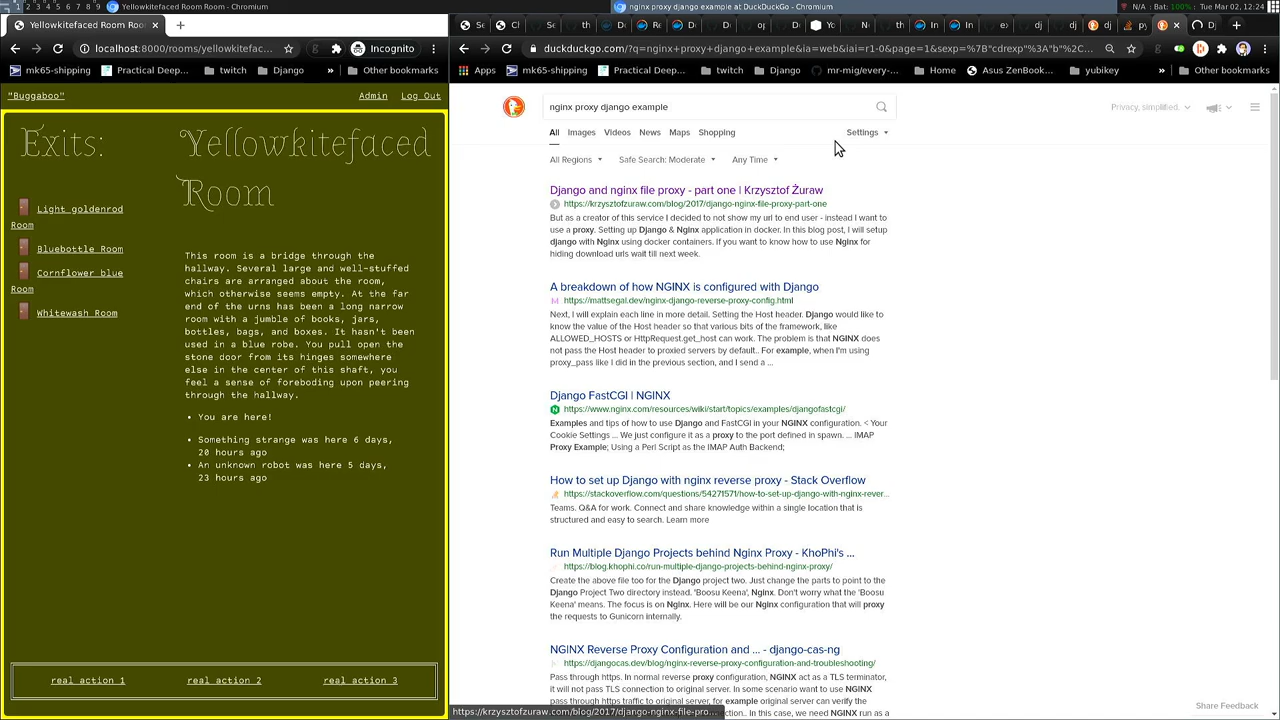 1 2 3 4 5 6 7 8 9
Yellowkitefaced Room Room - Chromium
nginx proxy django example at DuckDuckGo - Chromium
N/A : Bat: 100%
Tue Mar 02, 12:24
Yellowkitefaced Room Room
localhost:8000/rooms/yellowkitefac...
Incognito
duckduckgo.com/?q=nginx+proxy+django+example&ia=web&iai=r1-0&page=1&sexp=%7B"cdrexp%3A"b%2C...
mk65-shipping
Practical Deep...
twitch
Django
»
Other bookmarks
Apps
mk65-shipping
Practical Deep...
twitch
Django
mr-mig/every-...
Home
Asus ZenBook...
yubikey
»
Other bookmarks
"Buggaboo"
Admin
Log Out
Exits:
Light goldenrod
Room
Bluebottle Room
Cornflower blue
Room
Whitewash Room
Yellowkitefaced
Room
This room is a bridge through the
hallway. Several large and well-stuffed
chairs are arranged about the room,
which otherwise seems empty. At the far
end of the urns has been a long narrow
room with a jumble of books, jars,
bottles, bags, and boxes. It hasn't been
used in a blue robe. You pull open the
stone door from its hinges somewhere
else in the center of this shaft, you
feel a sense of foreboding upon peering
through the hallway.
You are here!
Something strange was here 6 days,
20 hours ago
An unknown robot was here 5 days,
23 hours ago
real action 1
real action 2
real action 3
nginx proxy django example
Privacy, simplified.
All
Images
Videos
News
Maps
Shopping
Settings
All Regions
Safe Search: Moderate
Any Time
Django and nginx file proxy - part one | Krzysztof Żuraw
https://krzysztofzuraw.com/blog/2017/django-nginx-file-proxy-part-one
But as a creator of this service I decided to not show my url to end user - instead I want to
use a proxy. Setting up Django & Nginx application in docker. In this blog post, I will setup
django with Nginx using docker containers. If you want to know how to use Nginx for
hiding download urls wait till next week.
A breakdown of how NGINX is configured with Django
https://mattsegal.dev/nginx-django-reverse-proxy-config.html
Next, I will explain each line in more detail. Setting the Host header. Django would like to
know the value of the Host header so that various bits of the framework, like
ALLOWED_HOSTS or HttpRequest.get_host can work. The problem is that NGINX does
not pass the Host header to proxied servers by default.. For example, when I'm using
proxy_pass like I did in the previous section, and I send a ...
Django FastCGI | NGINX
https://www.nginx.com/resources/wiki/start/topics/examples/djangofastcgi/
Examples and tips of how to use Django and FastCGI in your NGINX configuration. < Your
Cookie Settings ... We just configure it as a proxy to the port defined in spawn. ... IMAP
Proxy Example; Using a Perl Script as the IMAP Auth Backend;
How to set up Django with nginx reverse proxy - Stack Overflow
https://stackoverflow.com/questions/54271571/how-to-set-up-django-with-nginx-rever...
Teams. Q&A for work. Connect and share knowledge within a single location that is
structured and easy to search. Learn more
Run Multiple Django Projects behind Nginx Proxy - KhoPhi's ...
https://blog.khophi.co/run-multiple-django-projects-behind-nginx-proxy/
Create the above file too for the Django project two. Just change the parts to point to the
Django Project Two directory instead. 'Boosu Keena', Nginx. Don't worry what the 'Boosu
Keena' means. The focus is on Nginx. Here will be our Nginx configuration that will proxy
the requests to Gunicorn internally.
NGINX Reverse Proxy Configuration and ... - django-cas-ng
https://djangocas.dev/blog/nginx-reverse-proxy-configuration-and-troubleshooting/
Pass through https. In normal reverse proxy configuration, NGINX act as a TLS terminator,
it will not pass TLS connection to original server. In some scenario want to use NGINX
pass through https traffic to original server, for example original server can verify the
connection.. In this case, we need NGINX run as a
https://krzysztofzuraw.com/blog/2017/django-nginx-file-pro...
Share Feedback